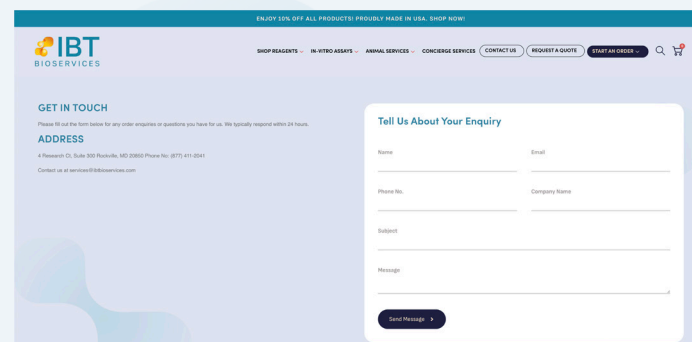 ENJOY 10% OFF ALL PRODUCTS! PROUDLY MADE IN USA. SHOP NOW!
IBT
BIOSERVICES
SHOP REAGENTS IN-VITRO ASSAYS ANIMAL SERVICES CONCIERGE SERVICES CONTACT US REQUEST A QUOTE START AN ORDER
GET IN TOUCH
Please fill out the form below for any order enquiries or questions you have for us. We typically respond within 24 hours.
ADDRESS
4 Research Ct, Suite 300 Rockville, MD 20850 Phone No: (877) 411-2041
Contact us at services@ibtbioservices.com
Tell Us About Your Enquiry
Name Email
Phone No. Company Name
Subject
Message
Send Message